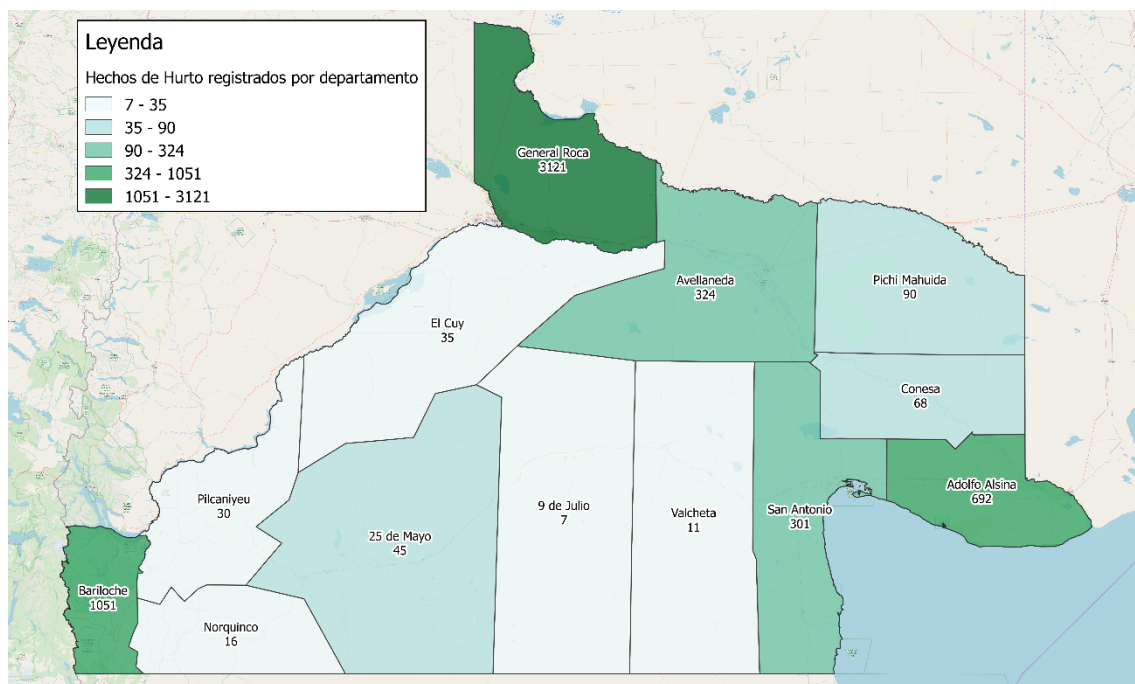 Leyenda
Hechos de Hurto registrados por departamento
7 - 35
35 - 90
90 - 324
324 - 1051
1051 - 3121
General Roca
3121
Avellaneda
324
Pichi Mahuida
90
El Cuy
35
Conesa
68
Adolfo Alsina
692
Pilcaniyeu
30
9 de Julio
7
Valcheta
11
San Antonio
301
25 de Mayo
45
Bariloche
1051
Norquinco
16